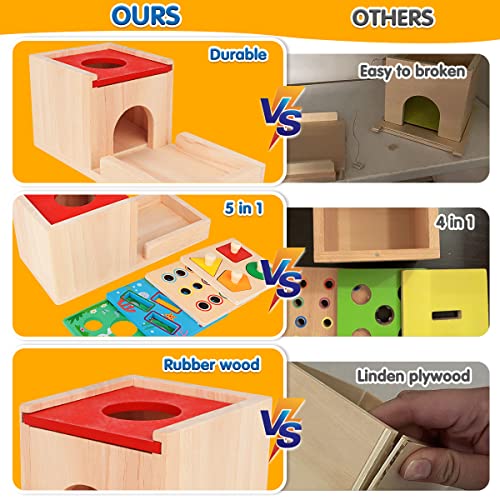 OURS
OTHERS
Durable
Easy to broken
VS
5 in 1
4 in 1
VS
Rubber wood
Linden plywood
VS